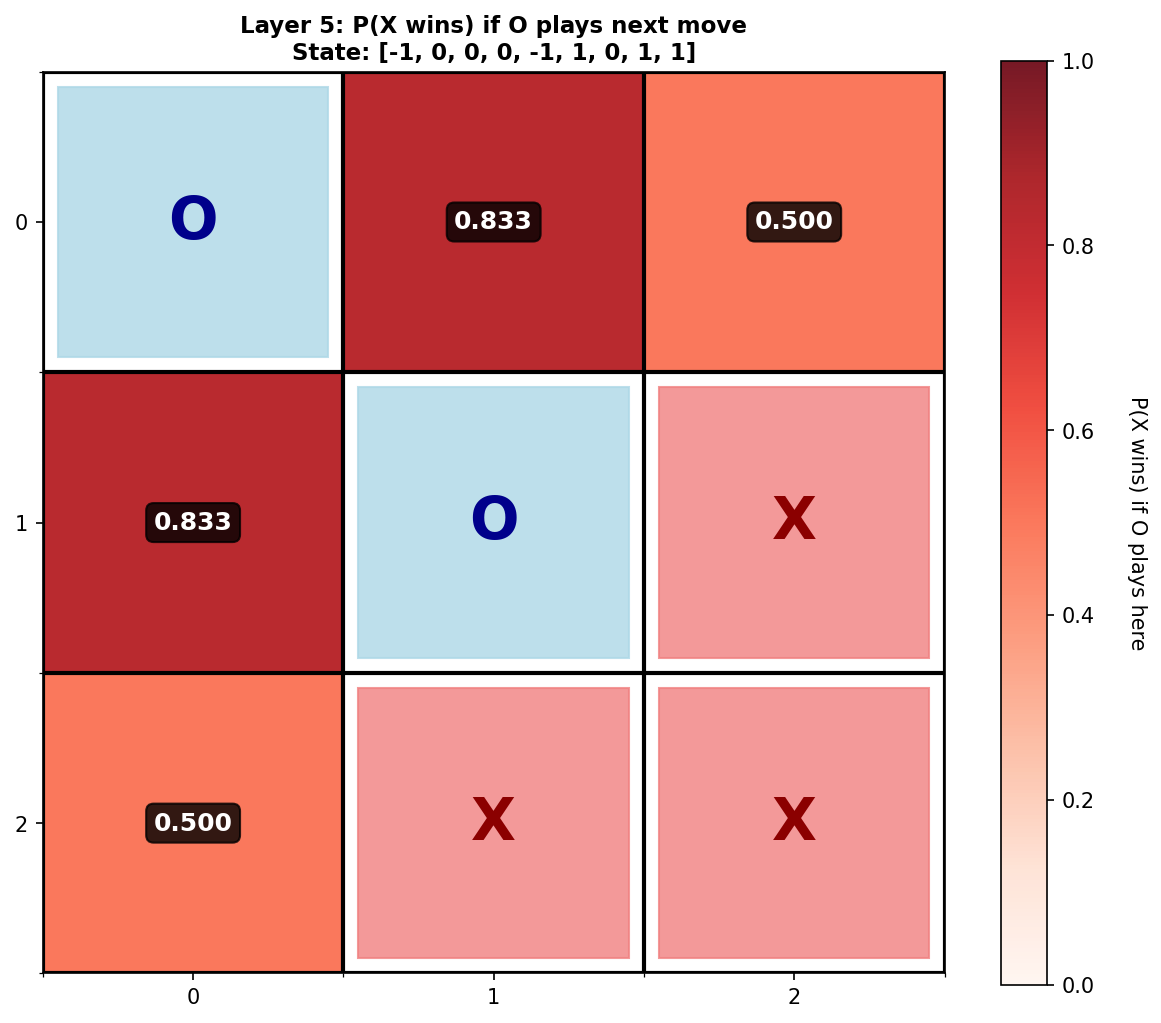 Layer 5: P(X wins) if O plays next move
State: [-1, 0, 0, 0, -1, 1, 0, 1, 1]
0
O
0.833
0.500
1
0.833
O
X
2
0.500
X
X
0
1
2
1.0
0.8
0.6
0.4
0.2
0.0
P(X wins) if O plays here